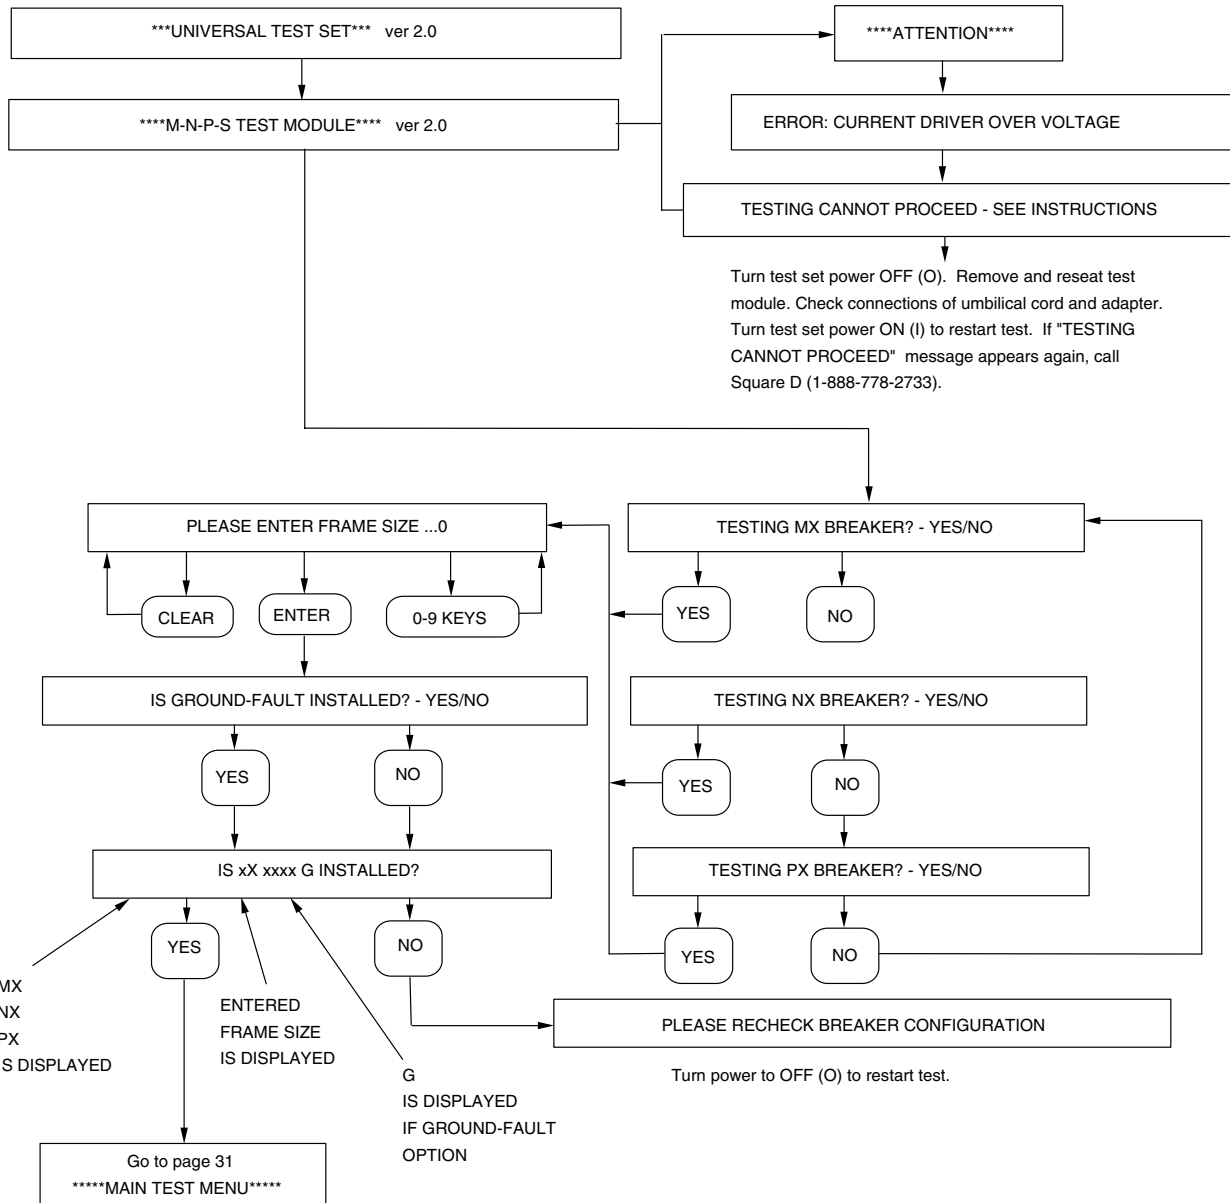 ***UNIVERSAL TEST SET*** ver 2.0
****ATTENTION****
****M-N-P-S TEST MODULE**** ver 2.0
ERROR: CURRENT DRIVER OVER VOLTAGE
TESTING CANNOT PROCEED - SEE INSTRUCTIONS
Turn test set power OFF (O). Remove and reseat test
module. Check connections of umbilical cord and adapter.
Turn test set power ON (I) to restart test. If "TESTING
CANNOT PROCEED" message appears again, call
Square D (1-888-778-2733).
PLEASE ENTER FRAME SIZE ...0
CLEAR
ENTER
0-9 KEYS
TESTING MX BREAKER? - YES/NO
YES
NO
IS GROUND-FAULT INSTALLED? - YES/NO
YES
NO
TESTING NX BREAKER? - YES/NO
YES
NO
IS xX xxxx G INSTALLED?
YES
NO
TESTING PX BREAKER? - YES/NO
YES
NO
MX
NX
PX
IS DISPLAYED
ENTERED
FRAME SIZE
IS DISPLAYED
G
IS DISPLAYED
IF GROUND-FAULT
OPTION
PLEASE RECHECK BREAKER CONFIGURATION
Turn power to OFF (O) to restart test.
Go to page 31
*****MAIN TEST MENU*****